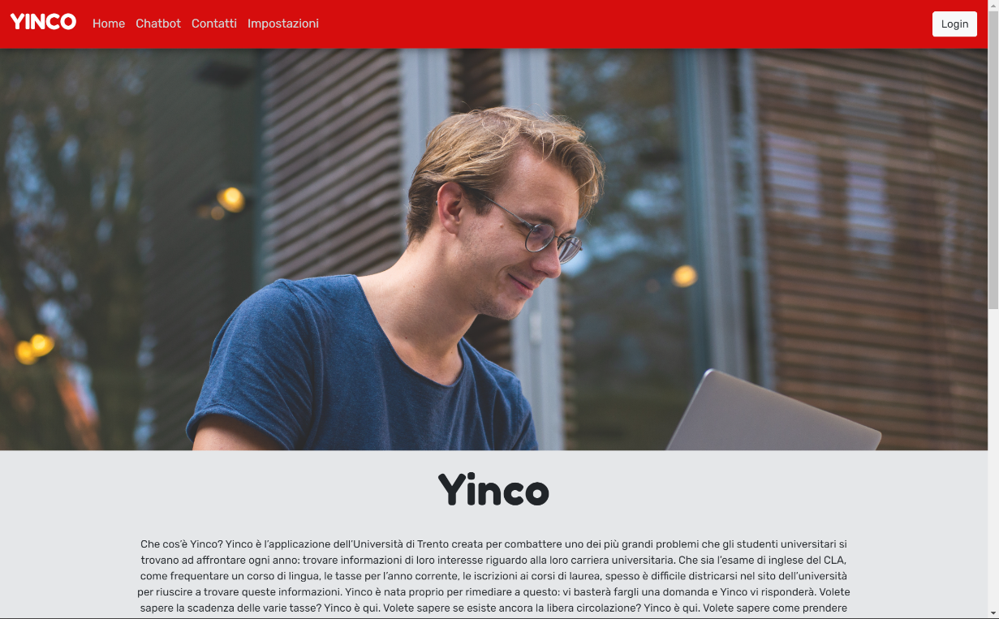 YINCO Home Chatbot Contatti Impostazioni Login
Yinco
Che cos'è Yinco? Yinco è l'applicazione dell'Università di Trento creata per combattere uno dei più grandi problemi che gli studenti universitari si
trovano ad affrontare ogni anno: trovare informazioni di loro interesse riguardo alla loro carriera universitaria. Che sia l'esame di inglese del CLA,
come frequentare un corso di lingua, le tasse per l'anno corrente, le iscrizioni ai corsi di laurea, spesso è difficile districarsi nel sito dell'università
per riuscire a trovare queste informazioni. Yinco è nata proprio per rimediare a questo: vi basterà fargli una domanda e Yinco vi risponderà. Volete
sapere la scadenza delle varie tasse? Yinco è qui. Volete sapere se esiste ancora la libera circolazione? Yinco è qui. Volete sapere come prendere